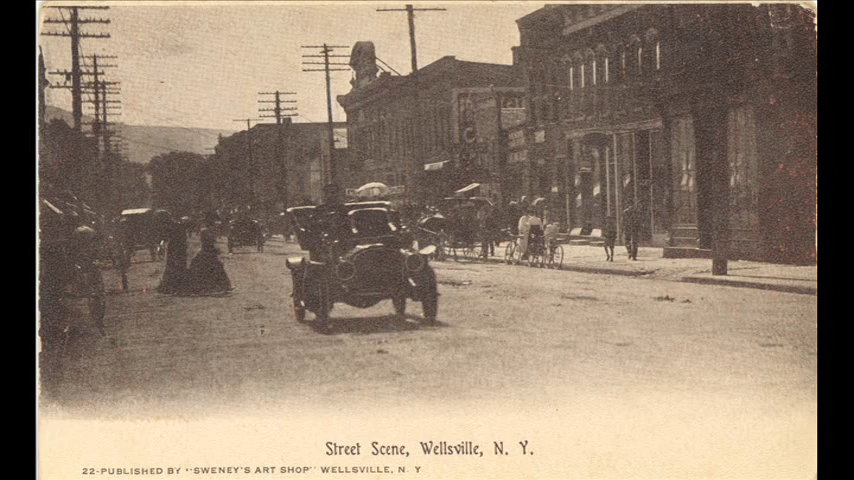 Street Scene, Wellsville, N. Y.
22-PUBLISHED BY "SWENEY'S ART SHOP" WELLSVILLE, N. Y